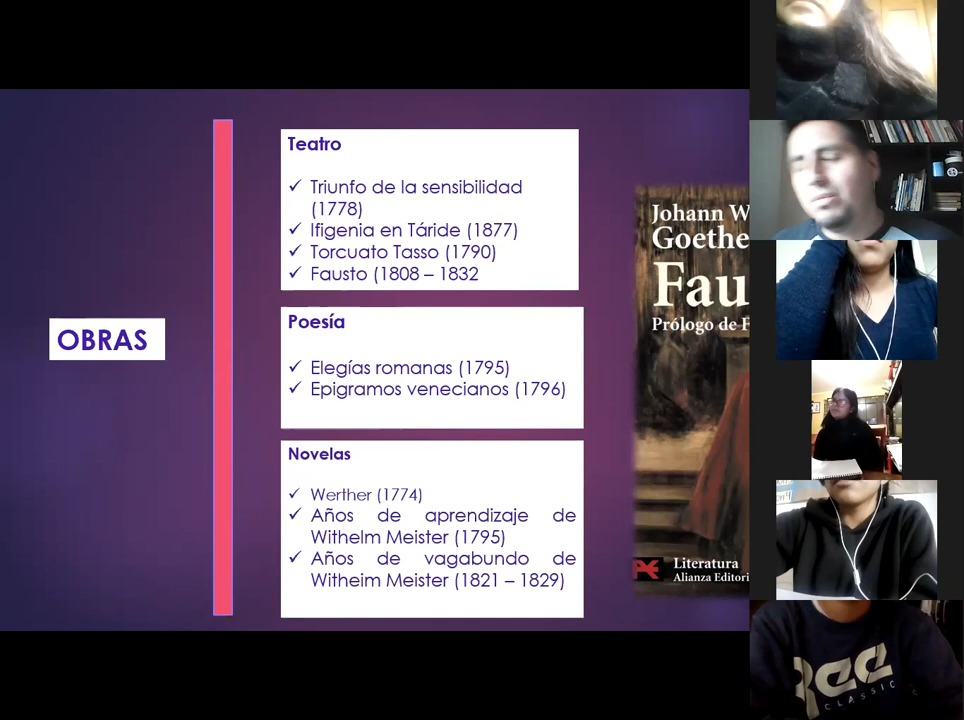 OBRAS
Teatro
✓ Triunfo de la sensibilidad
(1778)
✓ Ifigenia en Táride (1877)
✓ Torcuato Tasso (1790)
✓ Fausto (1808 – 1832
Poesía
✓ Elegías romanas (1795)
✓ Epigramos venecianos (1796)
Novelas
✓ Werther (1774)
✓ Años de aprendizaje de
Withelm Meister (1795)
✓ Años de vagabundo de
Witheim Meister (1821 – 1829)
Johann W
Goethe
Fau
Prólogo de F
Literatura
Alianza Editori
CLASSIC